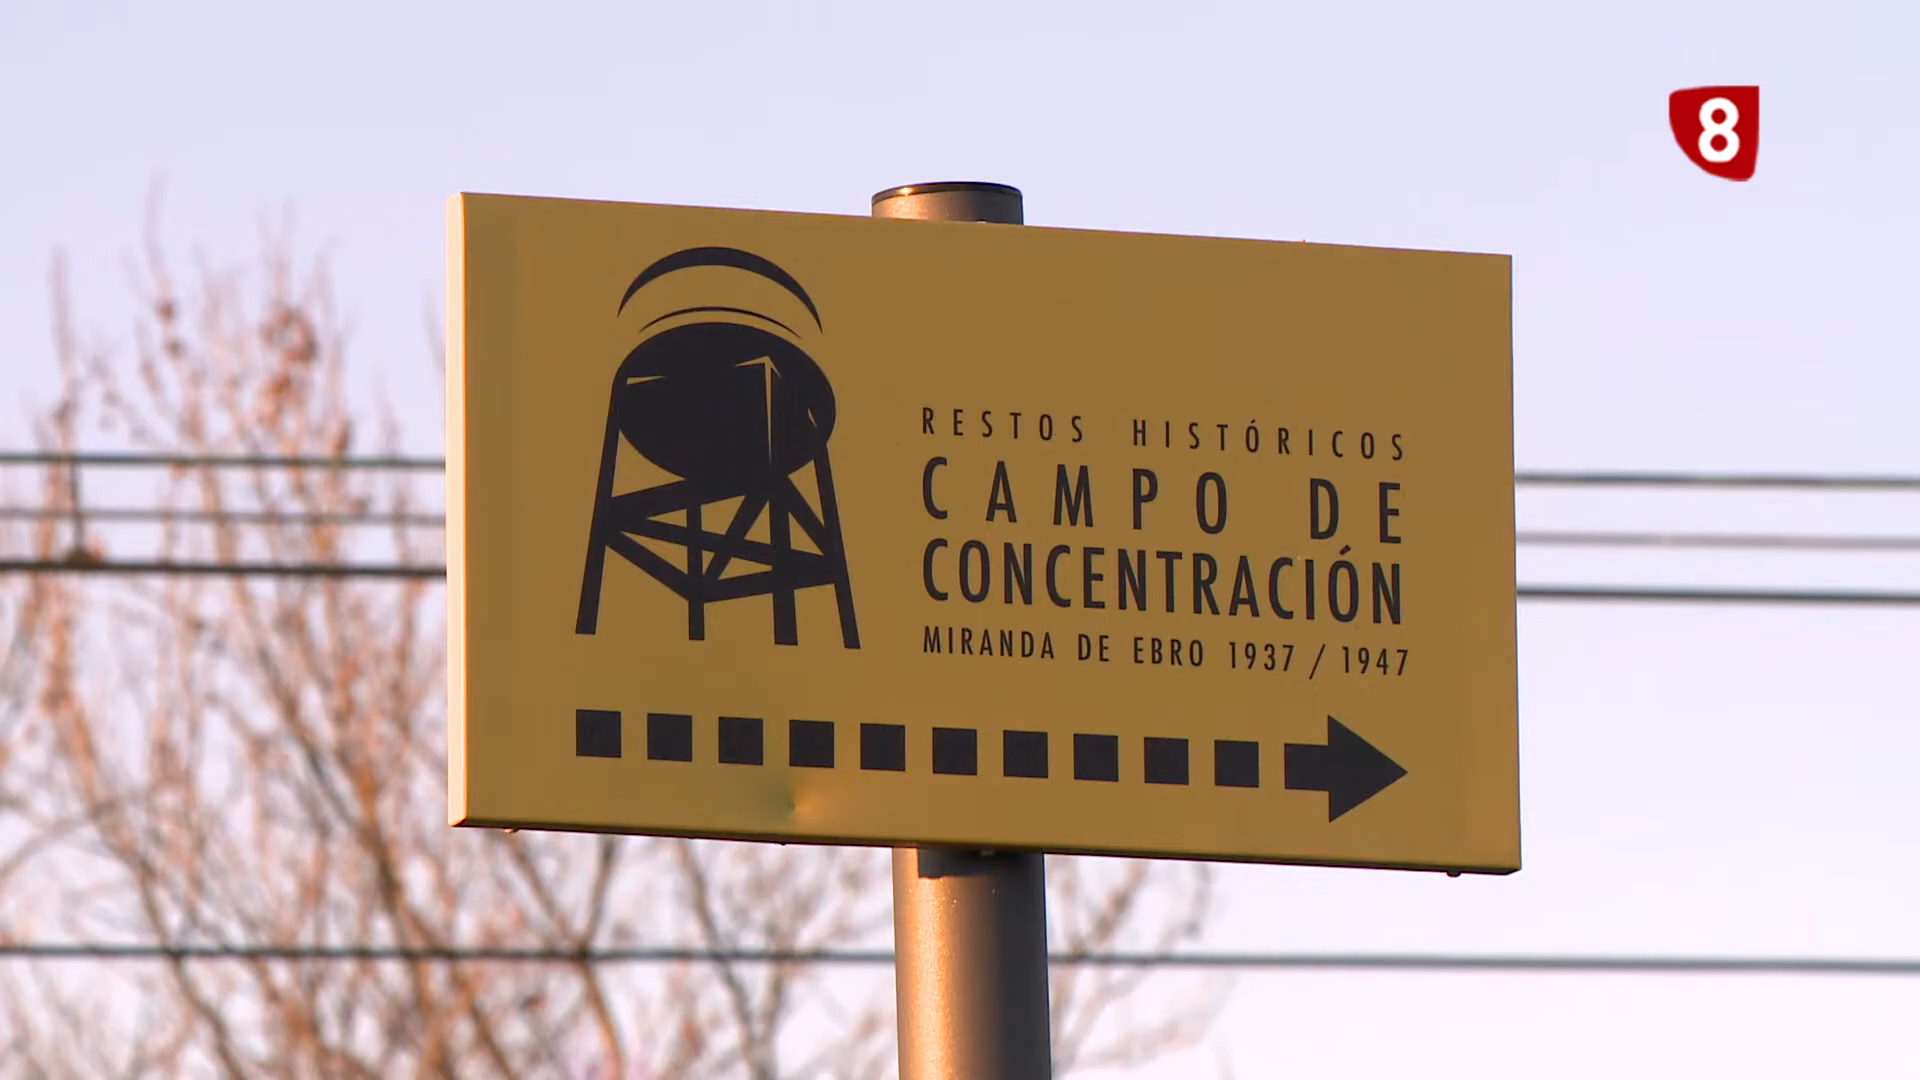 8
RESTOS HISTÓRICOS
CAMPO DE
CONCENTRACIÓN
MIRANDA DE EBRO 1937 / 1947